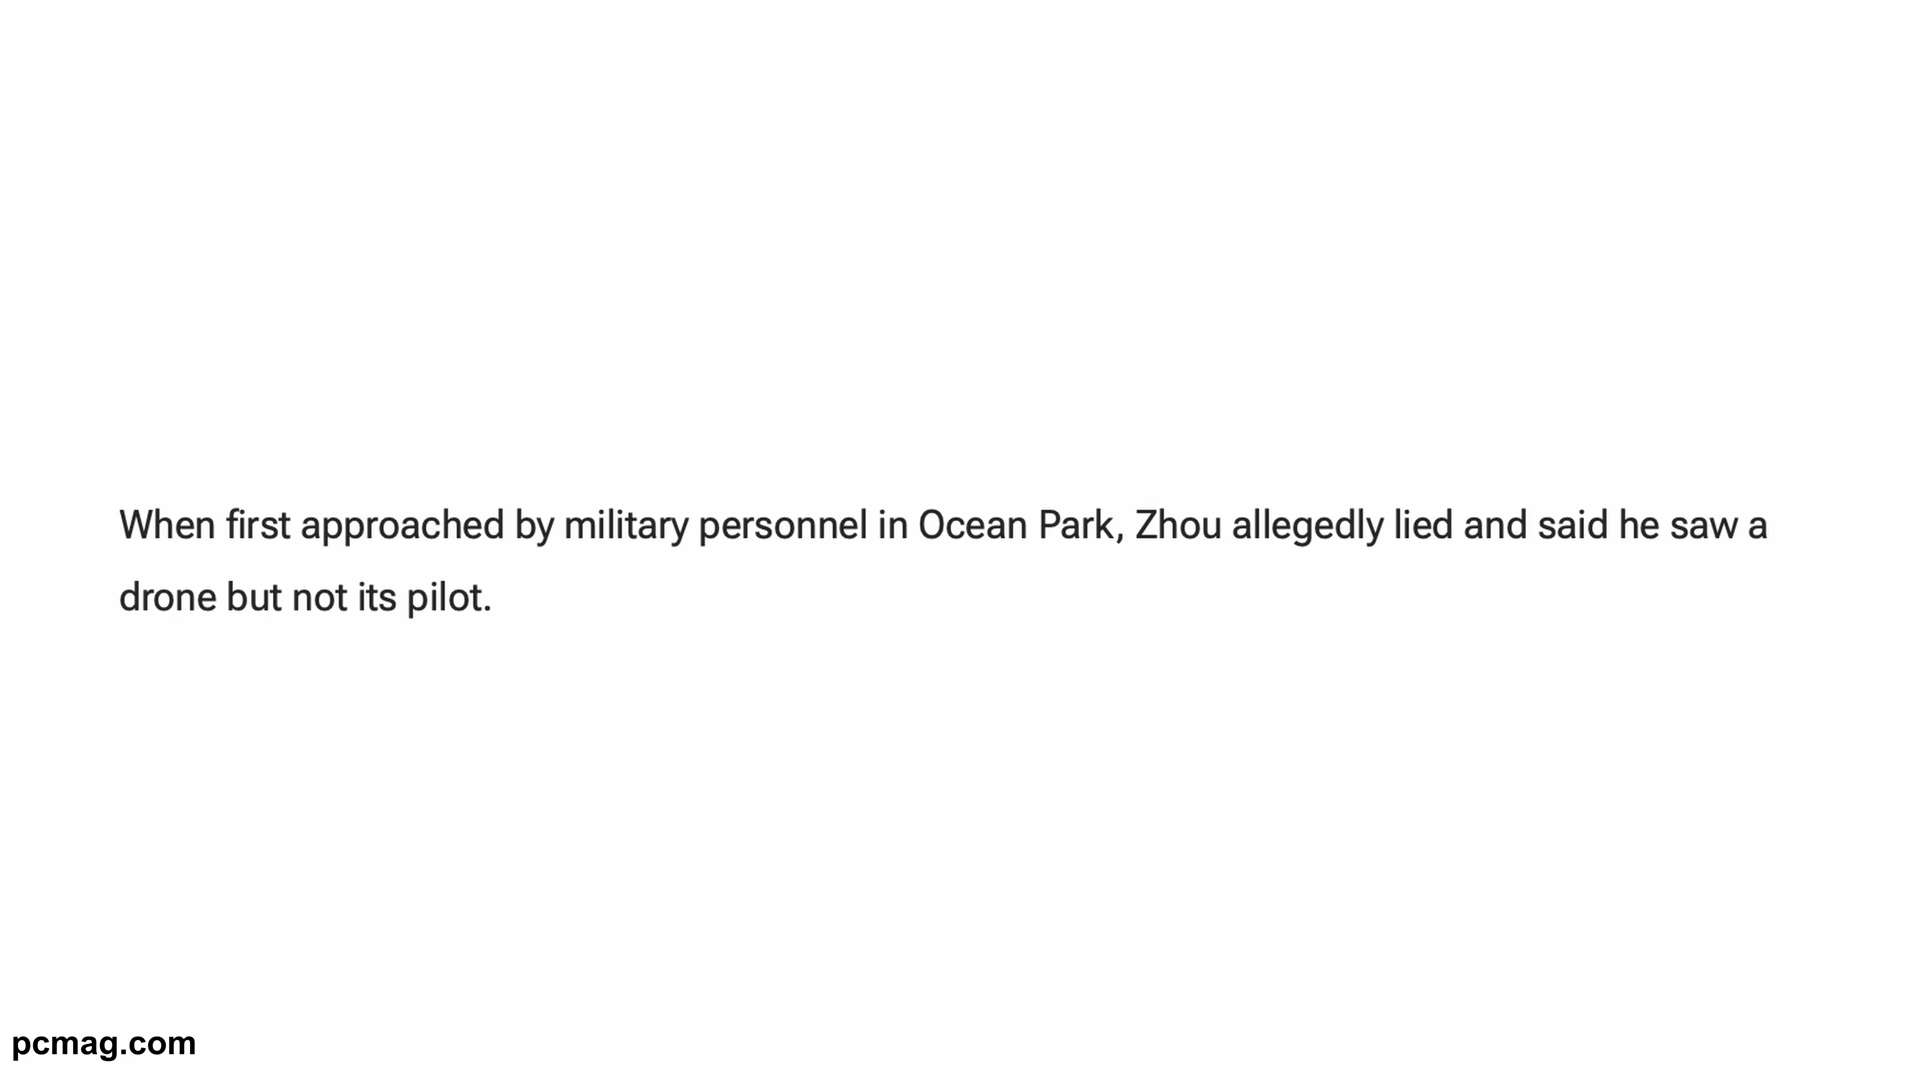 When first approached by military personnel in Ocean Park, Zhou allegedly lied and said he saw a
drone but not its pilot.
pcmag.com